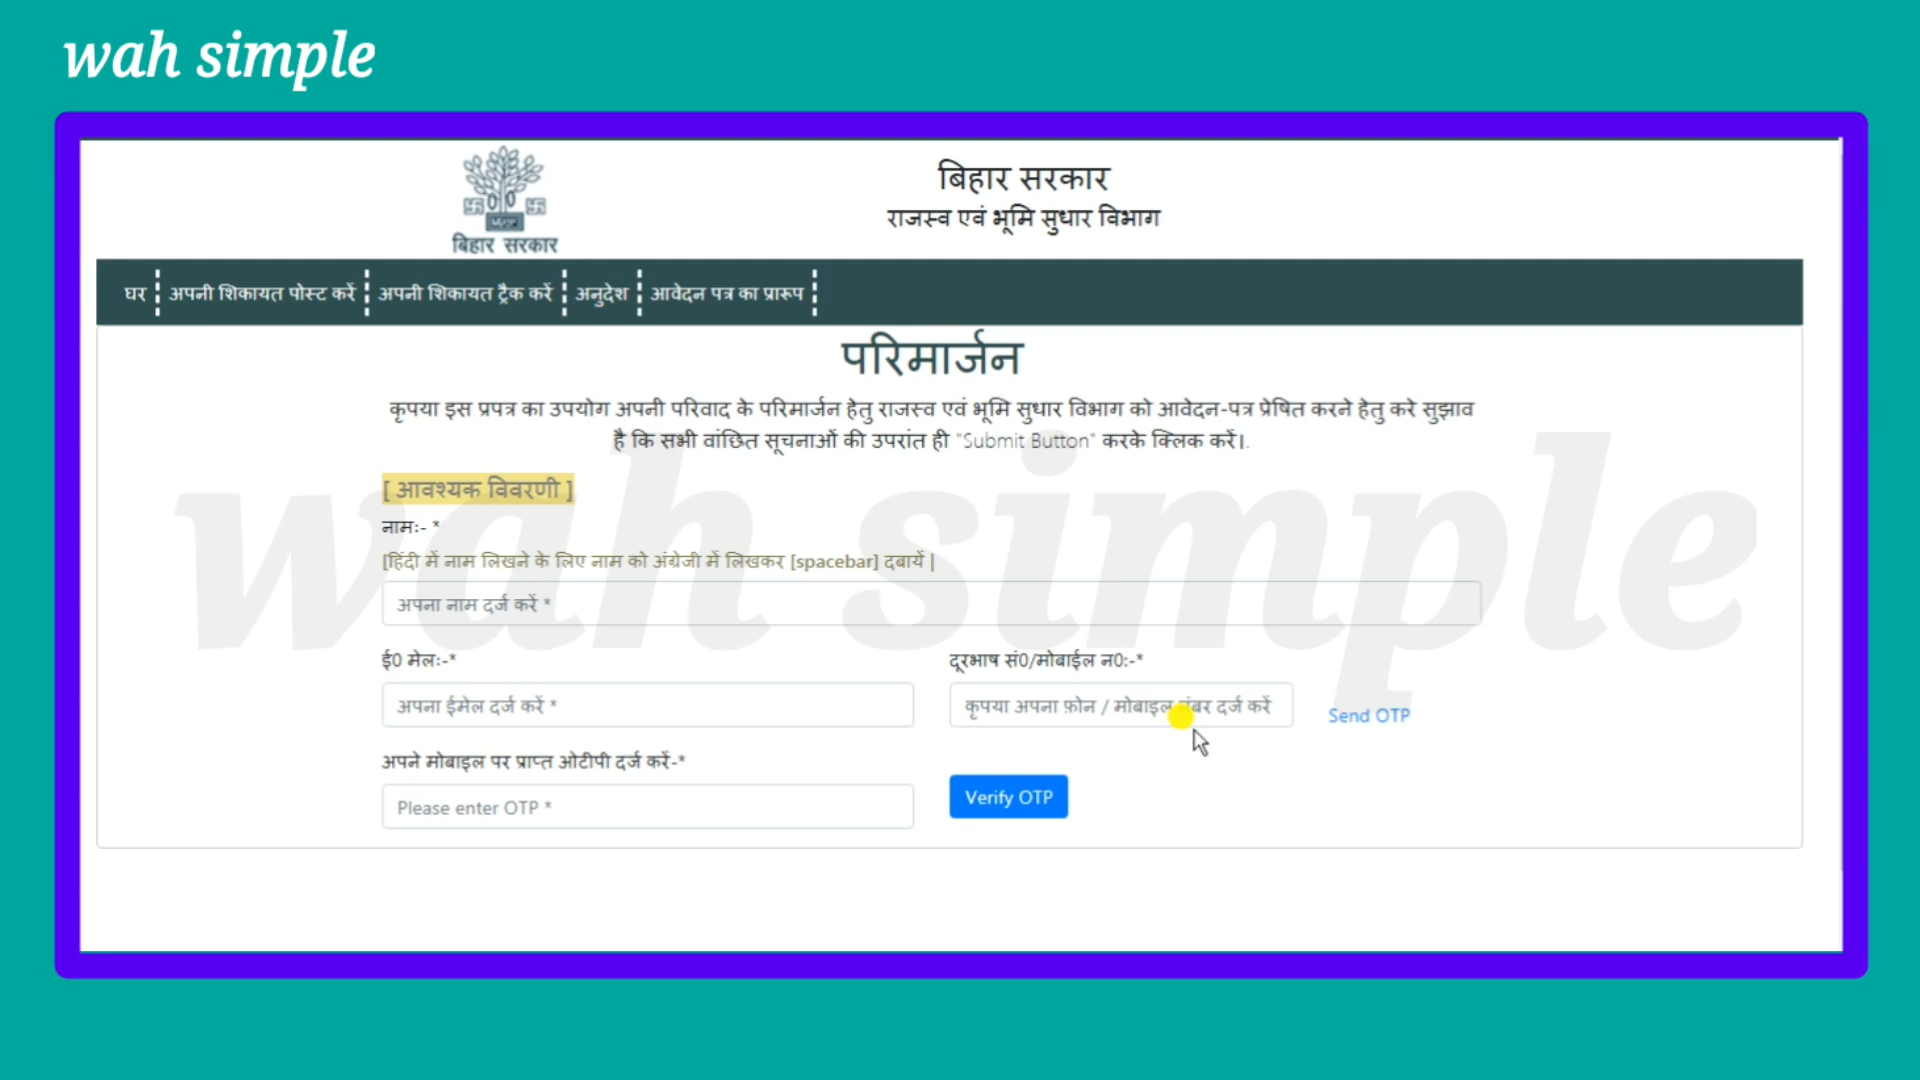 wah simple
बिहार सरकार
बिहार सरकार
राजस्व एवं भूमि सुधार विभाग
घर
अपनी शिकायत पोस्ट करें
अपनी शिकायत ट्रैक करें
अनुदेश
आवेदन पत्र का प्रारूप
परिमार्जन
कृपया इस प्रपत्र का उपयोग अपनी परिवाद के परिमार्जन हेतु राजस्व एवं भूमि सुधार विभाग को आवेदन-पत्र प्रेषित करने हेतु करे सुझाव
है कि सभी वांछित सूचनाओं की उपरांत ही "Submit Button" करके क्लिक करें।.
[ आवश्यक विवरणी ]
नामः- *
[हिंदी में नाम लिखने के लिए नाम को अंग्रेजी में लिखकर [spacebar] दबायें |
अपना नाम दर्ज करें *
ई0 मेलः-*
दूरभाष सं0/मोबाईल न0:-*
अपना ईमेल दर्ज करें *
कृपया अपना फ़ोन / मोबाइल नंबर दर्ज करें
Send OTP
अपने मोबाइल पर प्राप्त ओटीपी दर्ज करें-*
Please enter OTP *
Verify OTP
wah simple